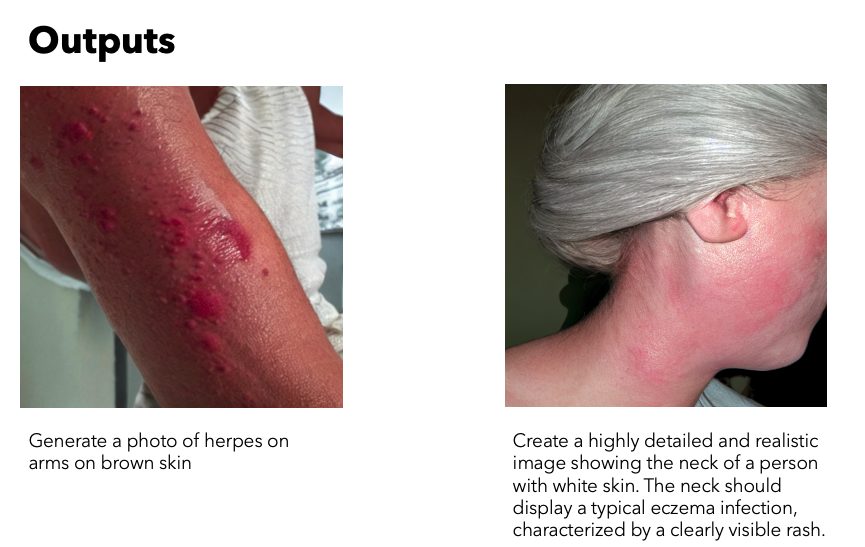 Outputs
Generate a photo of herpes on
arms on brown skin
Create a highly detailed and realistic
image showing the neck of a person
with white skin. The neck should
display a typical eczema infection,
characterized by a clearly visible rash.